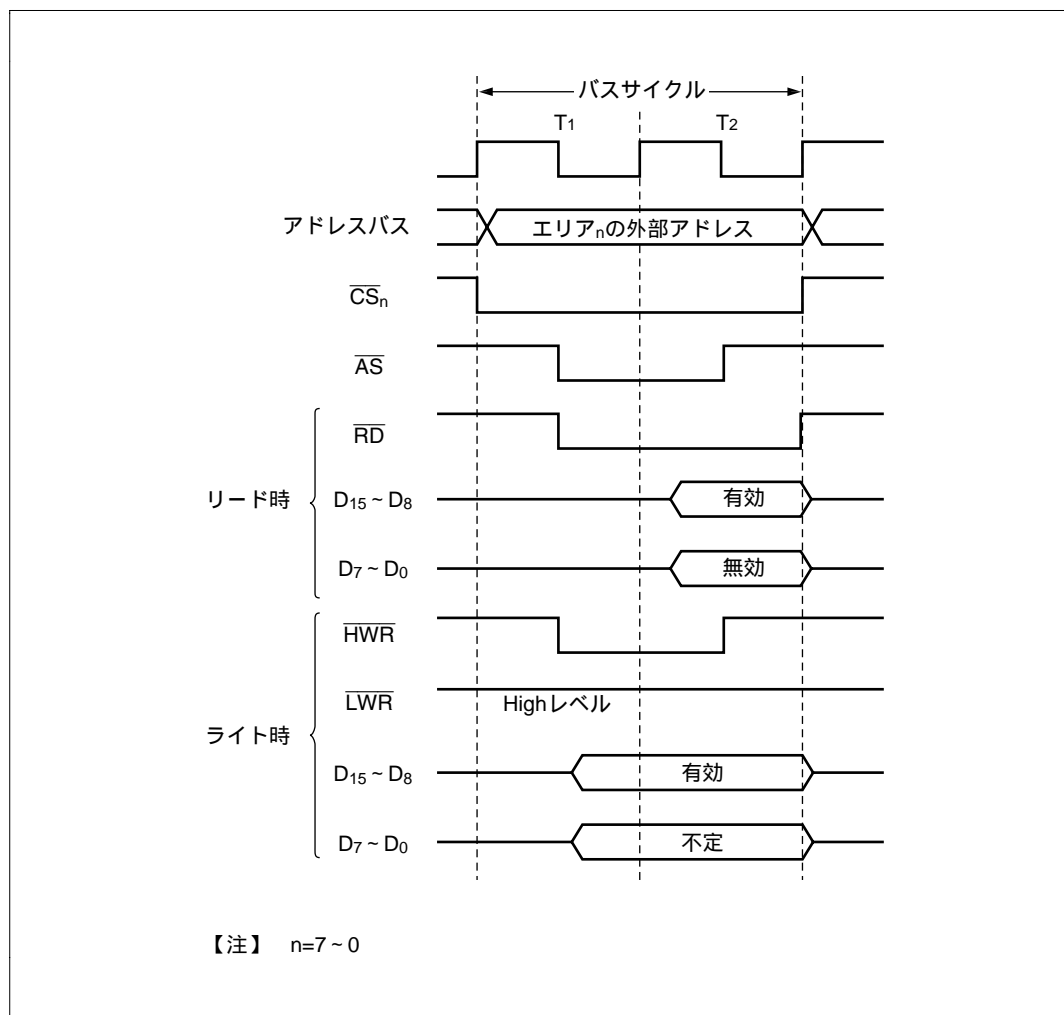 バスサイクル
T1 T2
アドレスバス エリアnの外部アドレス
CSn
AS
RD
リード時 D15 ~ D8 有効
D7 ~ D0 無効
HWR
LWR Highレベル
ライト時
D15 ~ D8 有効
D7 ~ D0 不定
【注】 n=7 ~ 0